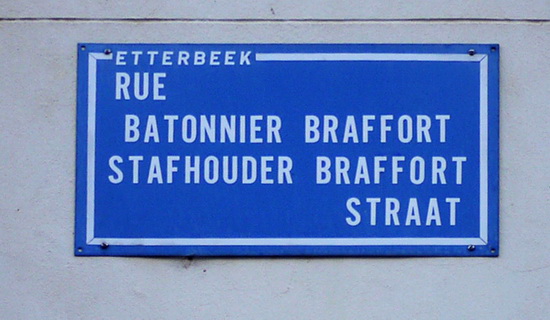 ETTERBEEK
RUE
BATONNIER BRAFFORT
STAFHOUDER BRAFFORT
STRAAT